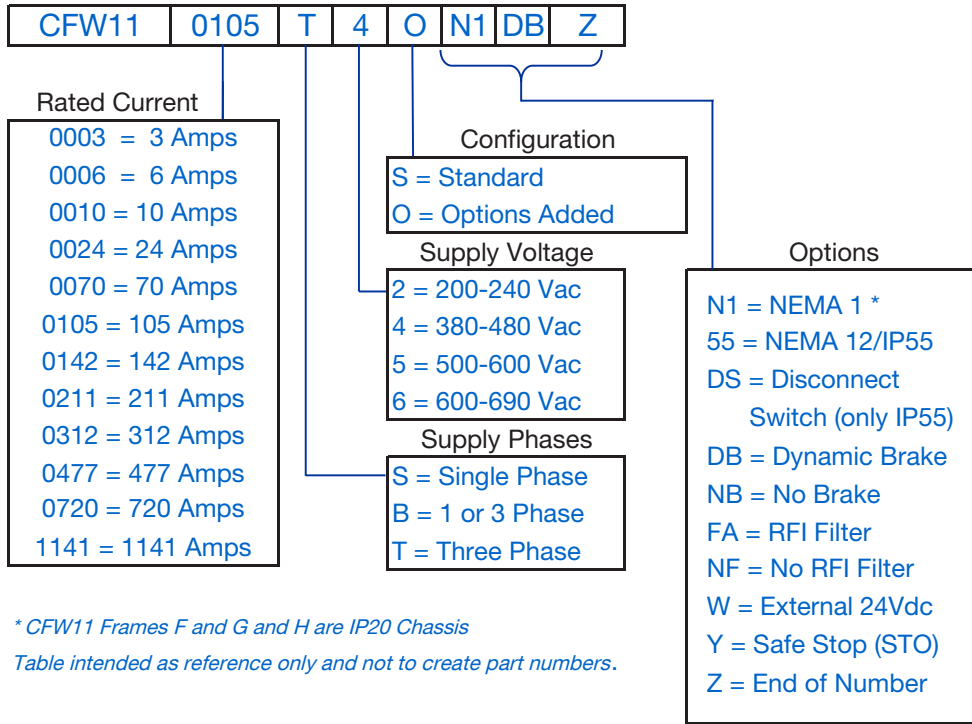 CFW11 0105 T 4 O N1 DB Z
Rated Current
0003 = 3 Amps
0006 = 6 Amps
0010 = 10 Amps
0024 = 24 Amps
0070 = 70 Amps
0105 = 105 Amps
0142 = 142 Amps
0211 = 211 Amps
0312 = 312 Amps
0477 = 477 Amps
0720 = 720 Amps
1141 = 1141 Amps
Configuration
S = Standard
O = Options Added
Supply Voltage
2 = 200-240 Vac
4 = 380-480 Vac
5 = 500-600 Vac
6 = 600-690 Vac
Supply Phases
S = Single Phase
B = 1 or 3 Phase
T = Three Phase
Options
N1 = NEMA 1 *
55 = NEMA 12/IP55
DS = Disconnect
Switch (only IP55)
DB = Dynamic Brake
NB = No Brake
FA = RFI Filter
NF = No RFI Filter
W = External 24Vdc
Y = Safe Stop (STO)
Z = End of Number
* CFW11 Frames F and G and H are IP20 Chassis
Table intended as reference only and not to create part numbers.